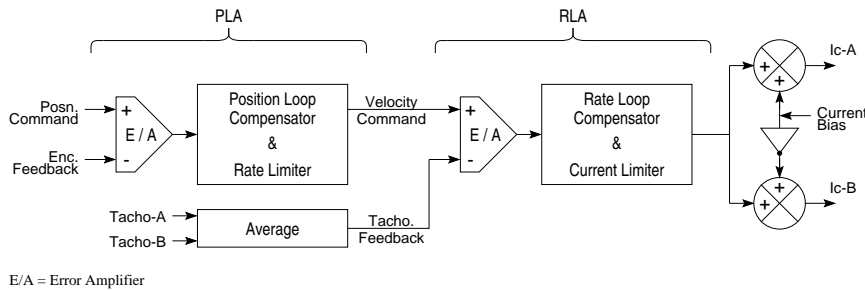 PLA
RLA
Ic-A
Posn.
Command
+
E / A
-
Enc.
Feedback
Position Loop
Compensator
&
Rate Limiter
Velocity
Command
+
E / A
-
Rate Loop
Compensator
&
Current Limiter
+
+
Current
Bias
+
+
Ic-B
Tacho-A
Tacho-B
Average
Tacho.
Feedback
E/A = Error Amplifier